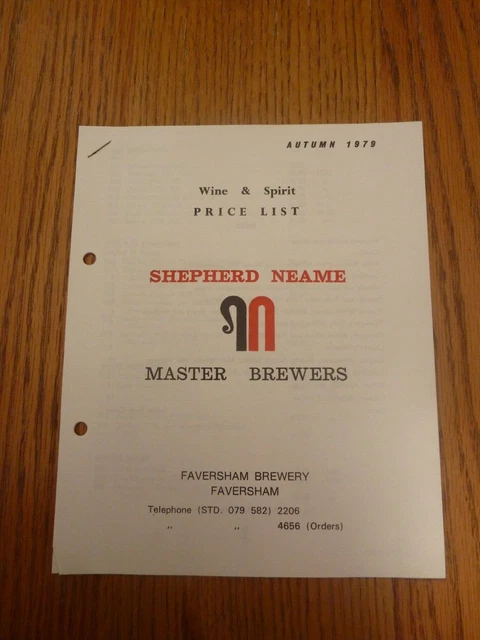 AUTUMN 1979
Wine & Spirit
PRICE LIST
SHEPHERD NEAME
MASTER BREWERS
FAVERSHAM BREWERY
FAVERSHAM
Telephone (STD. 079 582) 2206
„ „ 4656 (Orders)